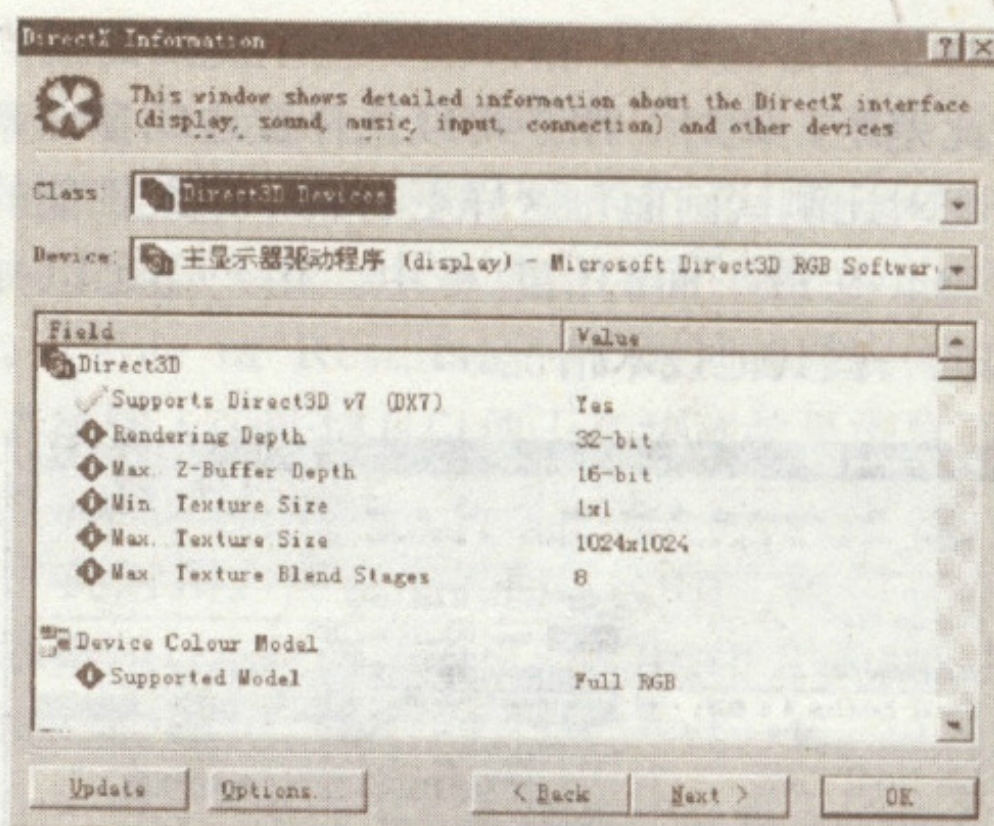 DirectX Information
This window shows detailed information about the DirectX interface
(display, sound, music, input, connection) and other devices
Class:
Direct3D Devices
Device:
主显示器驱动程序 (display) - Microsoft Direct3D RGB Softwar
Field Value
Direct3D
Supports Direct3D v7 (DX7) Yes
Rendering Depth 32-bit
Max. Z-Buffer Depth 16-bit
Min. Texture Size 1x1
Max. Texture Size 1024x1024
Max. Texture Blend Stages 8
Device Colour Model
Supported Model Full RGB
Update Options... < Back Next > OK